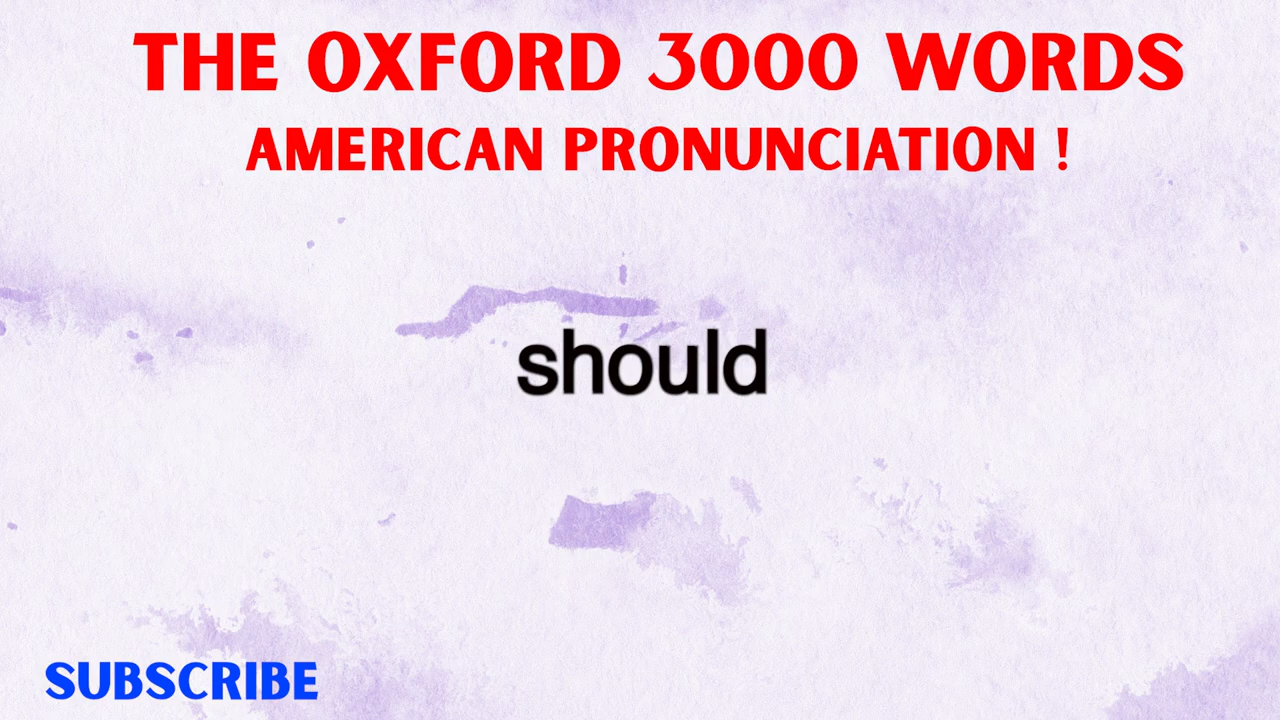 THE OXFORD 3000 WORDS
AMERICAN PRONUNCIATION !
should
SUBSCRIBE